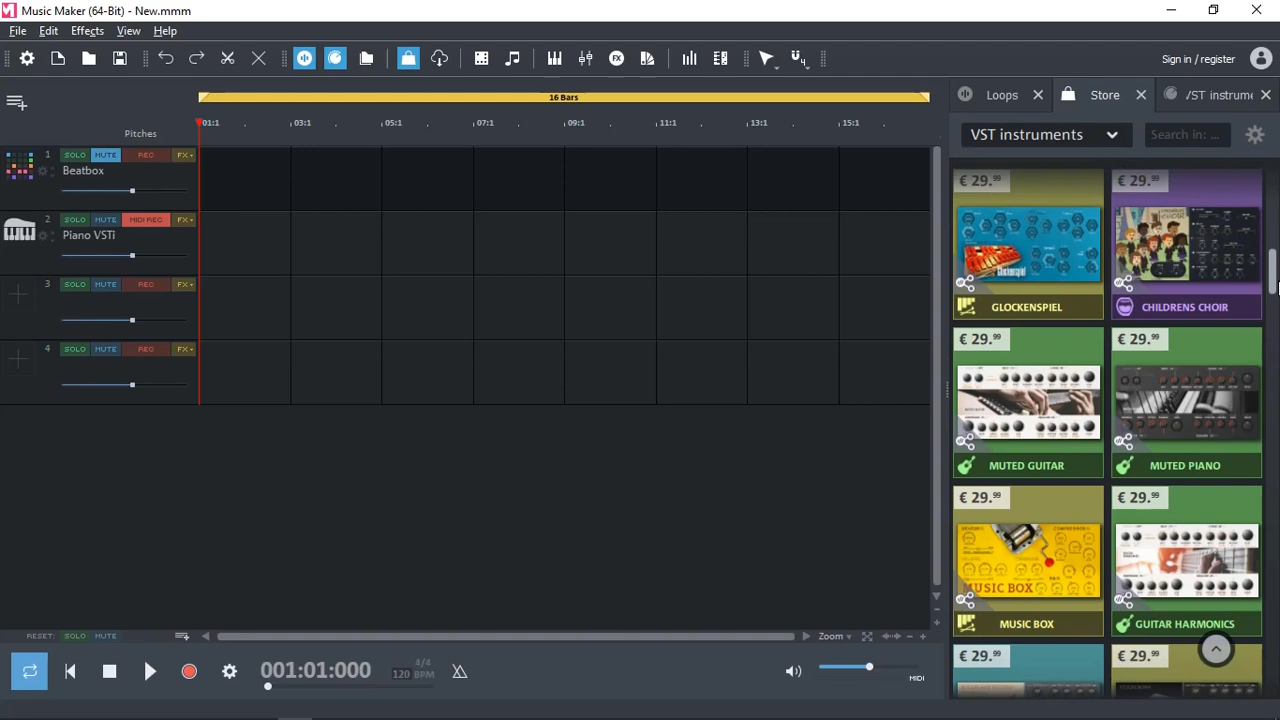 Music Maker (64-Bit) - New.mmm
File Edit Effects View Help
Sign in / register
16 Bars
Loops Store VST instrume
01:1 03:1 05:1 07:1 09:1 11:1 13:1 15:1
Pitches
VST instruments Search in: ...
1 SOLO MUTE REC FX
Beatbox
2 SOLO MUTE MIDI REC FX
Piano VSTi
3 SOLO MUTE REC FX
4 SOLO MUTE REC FX
€ 29.99 € 29.99
GLOCKENSPIEL CHILDRENS CHOIR
€ 29.99 € 29.99
MUTED GUITAR MUTED PIANO
€ 29.99 € 29.99
MUSIC BOX
MUSIC BOX GUITAR HARMONICS
€ 29.99 € 29.99
RESET: SOLO MUTE Zoom
001:01:000 120 4/4 BPM
MIDI